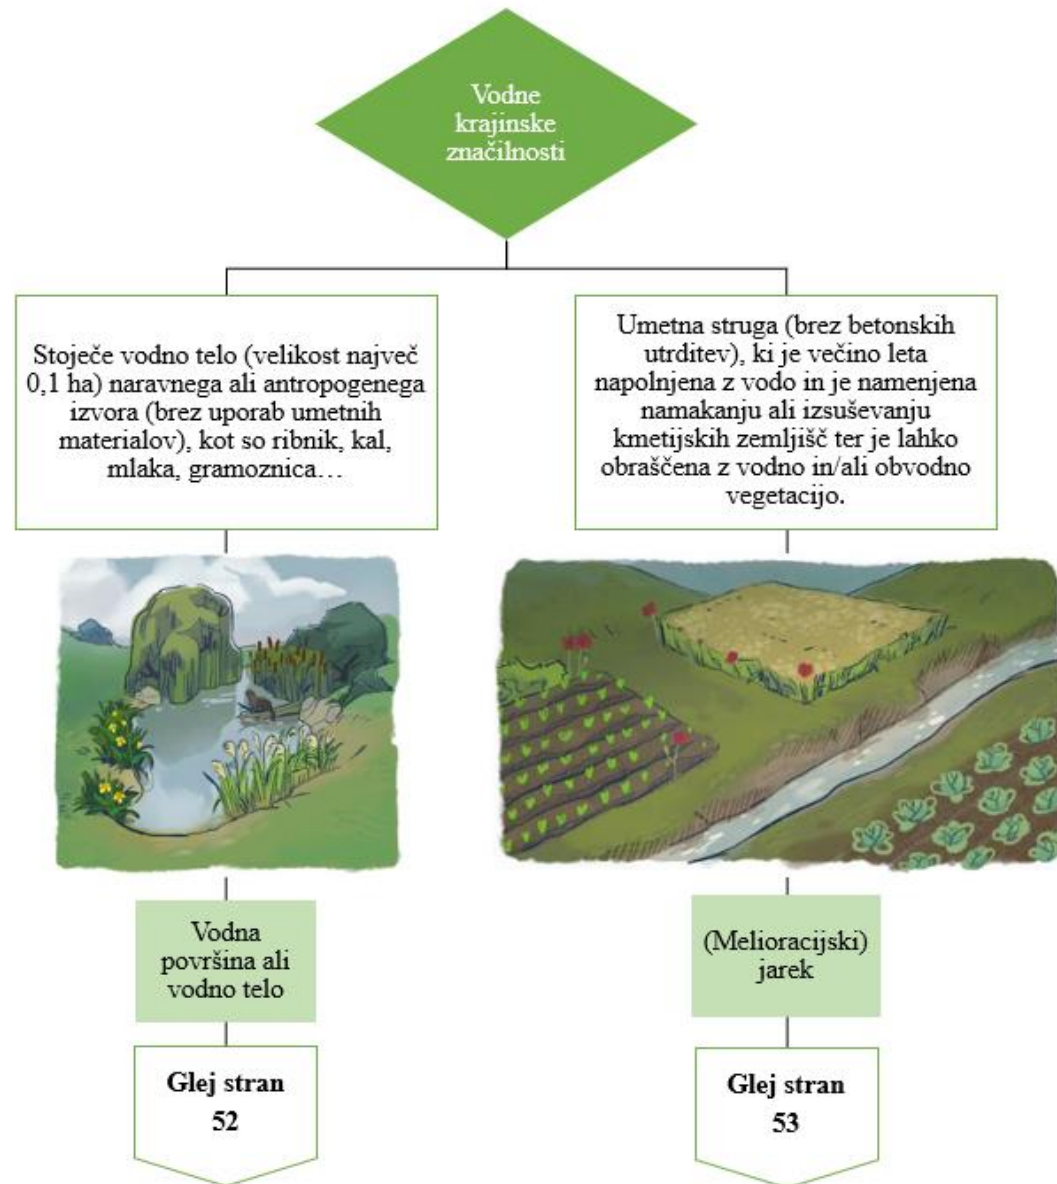 Vodne
krajinske
značilnosti
Stoječe vodno telo (velikost največ
0,1 ha) naravnega ali antropogenega
izvora (brez uporab umetnih
materialov), kot so ribnik, kal,
mlaka, gramoznica…
Umetna struga (brez betonskih
utrditev), ki je večino leta
napolnjena z vodo in je namenjena
namakanju ali izsuševanju
kmetijskih zemljišč ter je lahko
obraščena z vodno in/ali obvodno
vegetacijo.
Vodna
površina ali
vodno telo
(Melioracijski)
jarek
Glej stran
52
Glej stran
53